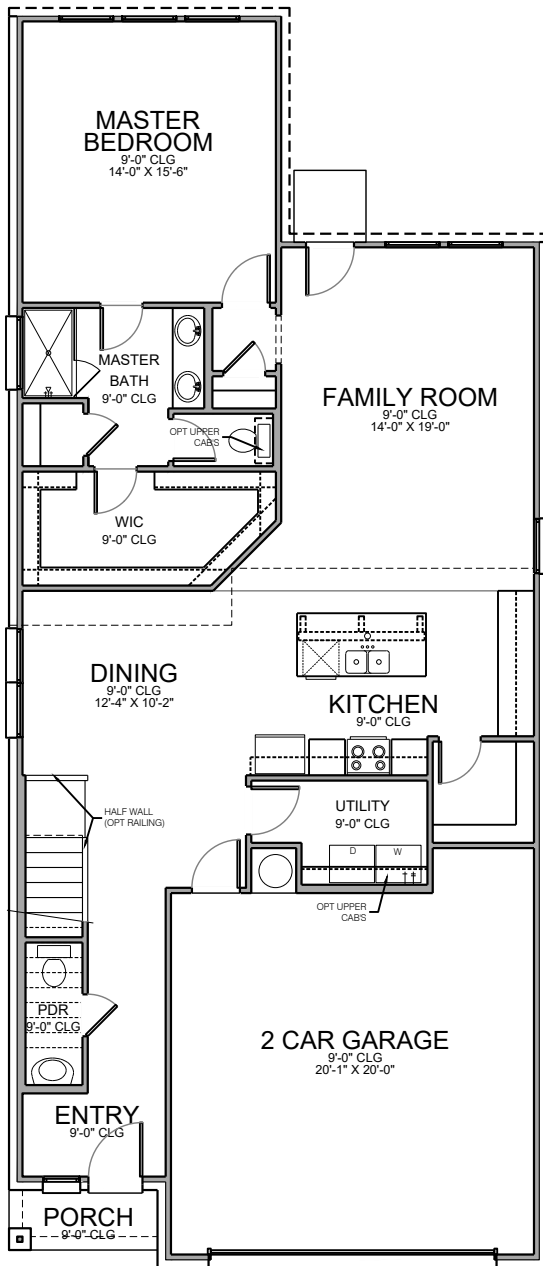 MASTER
BEDROOM
9'-0" CLG
14'-0" X 15'-6"
MASTER
BATH
9'-0" CLG
FAMILY ROOM
9'-0" CLG
14'-0" X 19'-0"
OPT UPPER
CAB'S
WIC
9'-0" CLG
DINING
9'-0" CLG
12'-4" X 10'-2"
KITCHEN
9'-0" CLG
HALF WALL
(OPT RAILING)
UTILITY
9'-0" CLG
D
W
OPT UPPER
CAB'S
PDR
9'-0" CLG
2 CAR GARAGE
9'-0" CLG
20'-1" X 20'-0"
ENTRY
9'-0" CLG
PORCH
9'-0" CLG